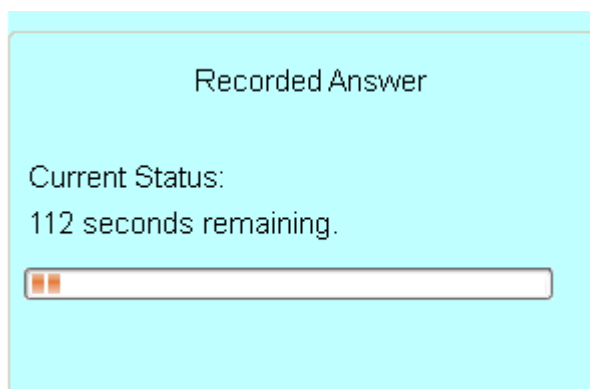 Recorded Answer
Current Status:
112 seconds remaining.